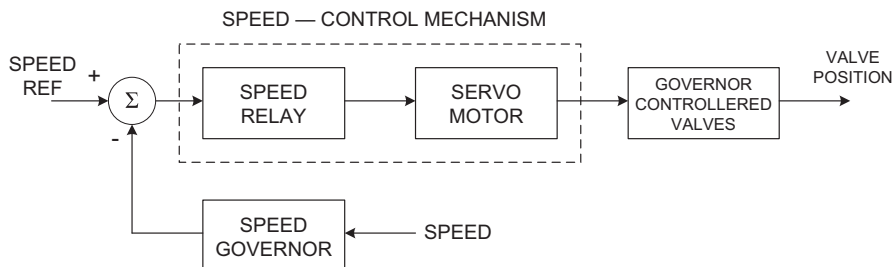 SPEED — CONTROL MECHANISM
SPEED
REF
+
Σ
-
SPEED
RELAY
SERVO
MOTOR
GOVERNOR
CONTROLLERED
VALVES
VALVE
POSITION
SPEED
GOVERNOR
SPEED